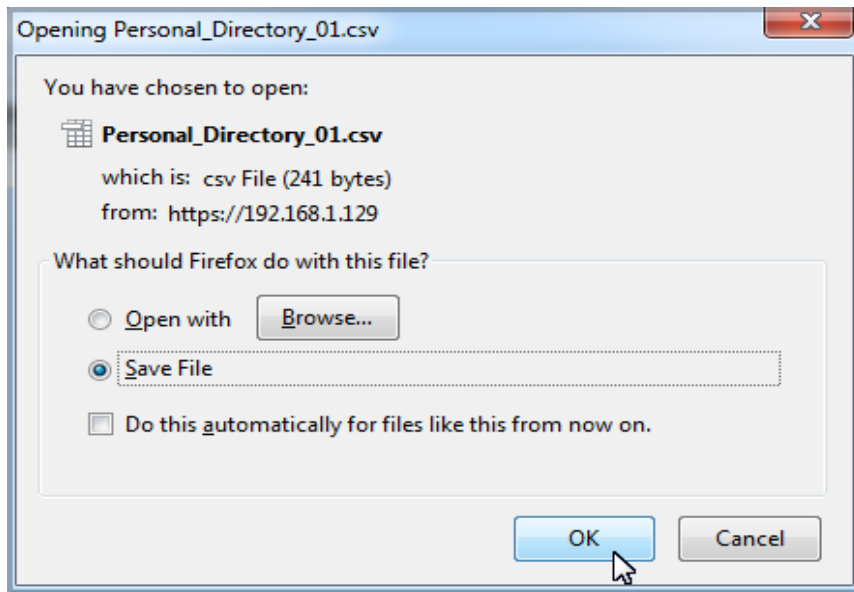 Opening Personal_Directory_01.csv
You have chosen to open:
Personal_Directory_01.csv
which is: csv File (241 bytes)
from: https://192.168.1.129
What should Firefox do with this file?
Open with Browse...
Save File
Do this automatically for files like this from now on.
OK Cancel